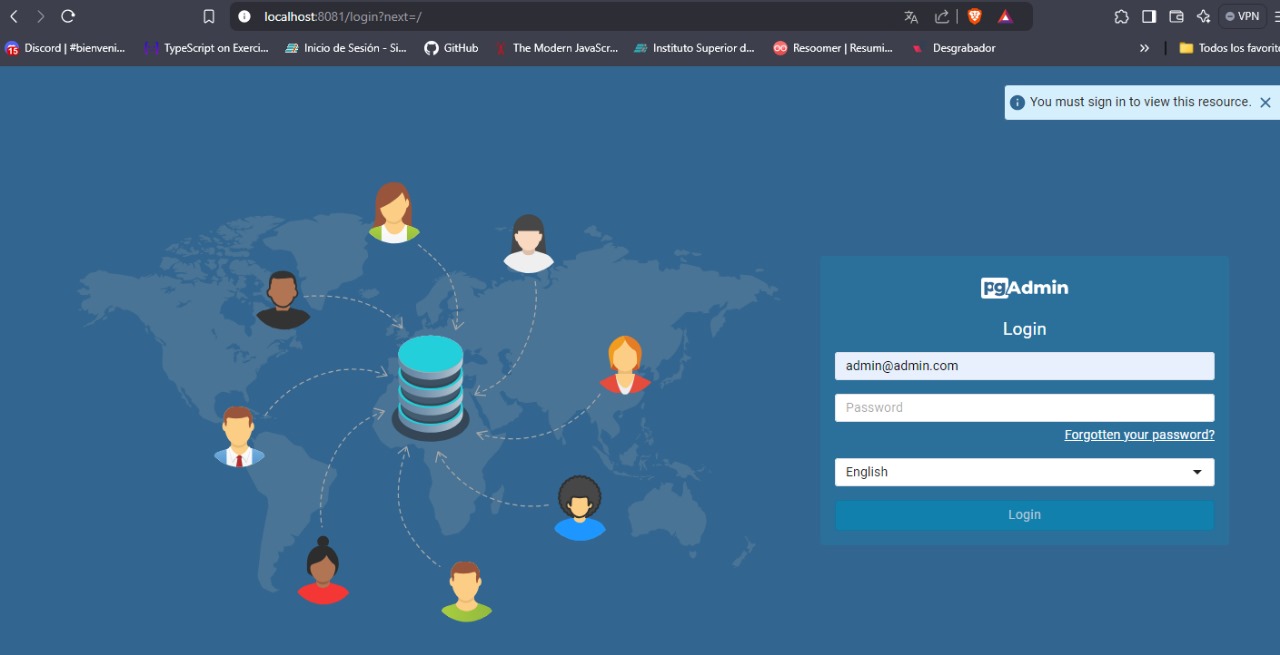 localhost:8081/login?next=/
VPN
15
Discord | #bienveni...
TypeScript on Exerci...
Inicio de Sesión - Si...
GitHub
The Modern JavaScr...
Instituto Superior d...
Resoomer | Resumi...
Desgrabador
»
Todos los favorit
You must sign in to view this resource.
pgAdmin
Login
admin@admin.com
Password
Forgotten your password?
English
Login